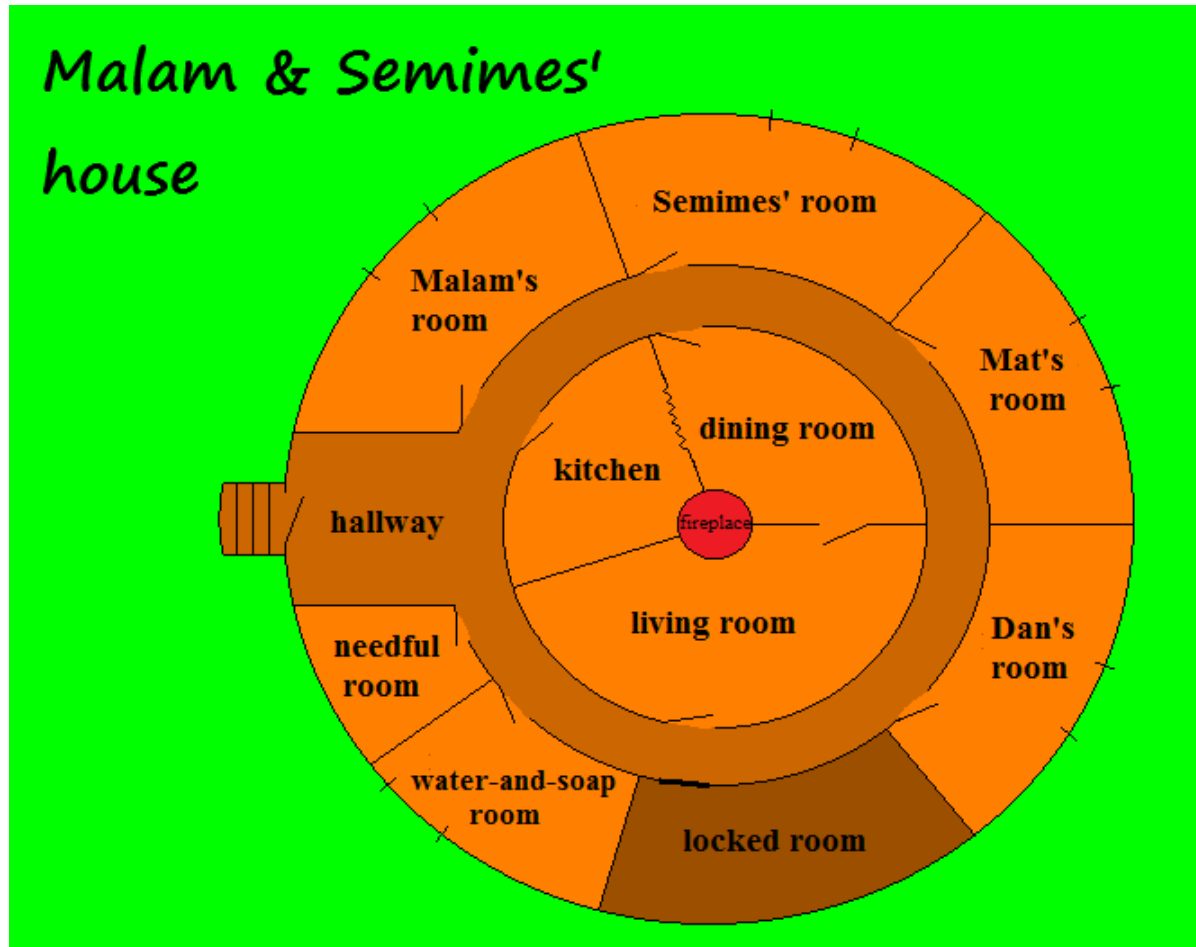 Malam & Semimes'
house
Semimes' room
Malam's
room
Mat's
room
dining room
kitchen
fireplace
hallway
living room
Dan's
room
needful
room
water-and-soap
room
locked room